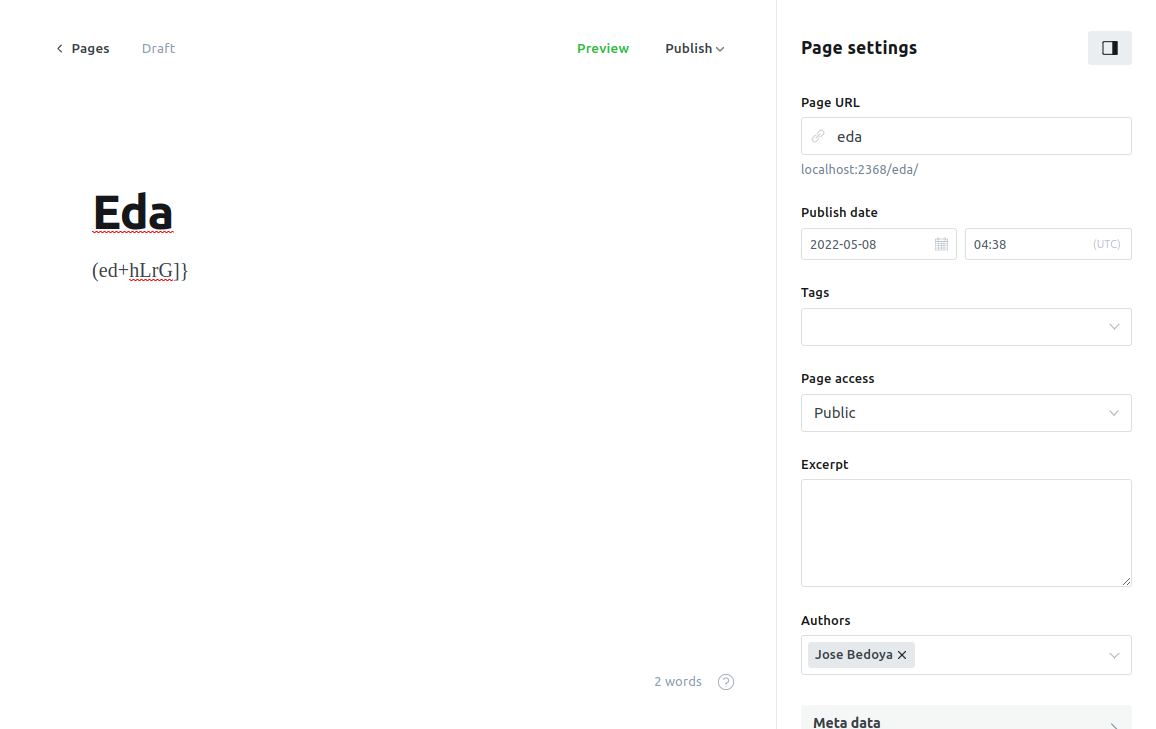 Pages Draft Preview Publish
Eda
(ed+hLrG]}
2 words
Page settings
Page URL
eda
localhost:2368/eda/
Publish date
2022-05-08 04:38 (UTC)
Tags
Page access
Public
Excerpt
Authors
Jose Bedoya
Meta data